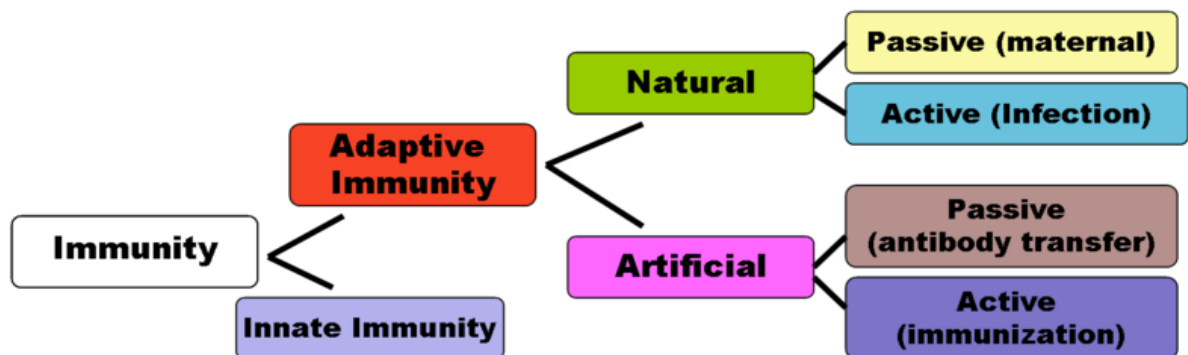 Immunity
Adaptive
Immunity
Innate Immunity
Natural
Artificial
Passive (maternal)
Active (Infection)
Passive
(antibody transfer)
Active
(immunization)